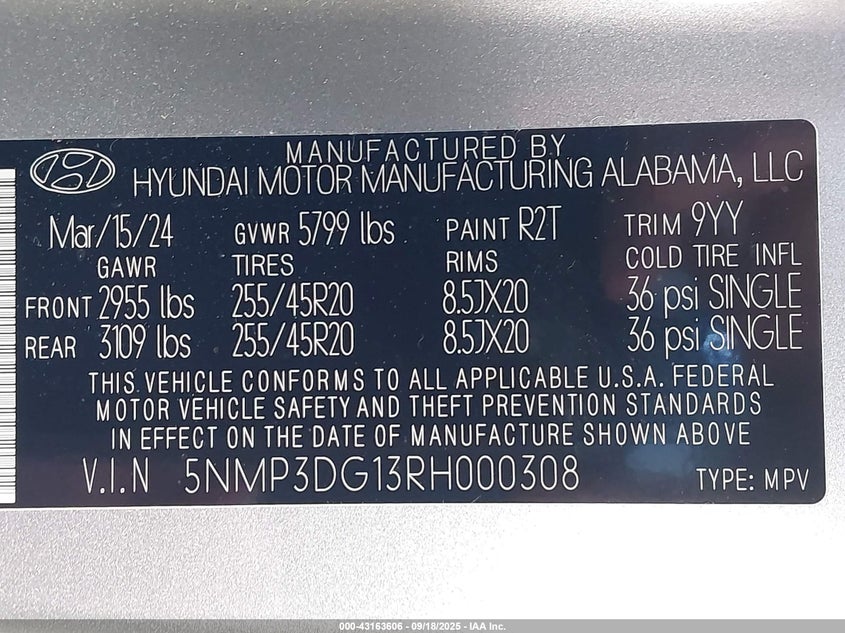 MANUFACTURED BY
HYUNDAI MOTOR MANUFACTURING ALABAMA, LLC
Mar/15/24 GVWR 5799 lbs PAINT R2T TRIM 9YY
GAWR TIRES RIMS COLD TIRE INFL
FRONT 2955 lbs 255/45R20 8.5JX20 36 psi SINGLE
REAR 3109 lbs 255/45R20 8.5JX20 36 psi SINGLE
THIS VEHICLE CONFORMS TO ALL APPLICABLE U.S.A. FEDERAL
MOTOR VEHICLE SAFETY AND THEFT PREVENTION STANDARDS
IN EFFECT ON THE DATE OF MANUFACTURE SHOWN ABOVE
V.I.N 5NMP3DG13RH000308 TYPE: MPV
000-43163606 - 09/18/2025 - IAA Inc.